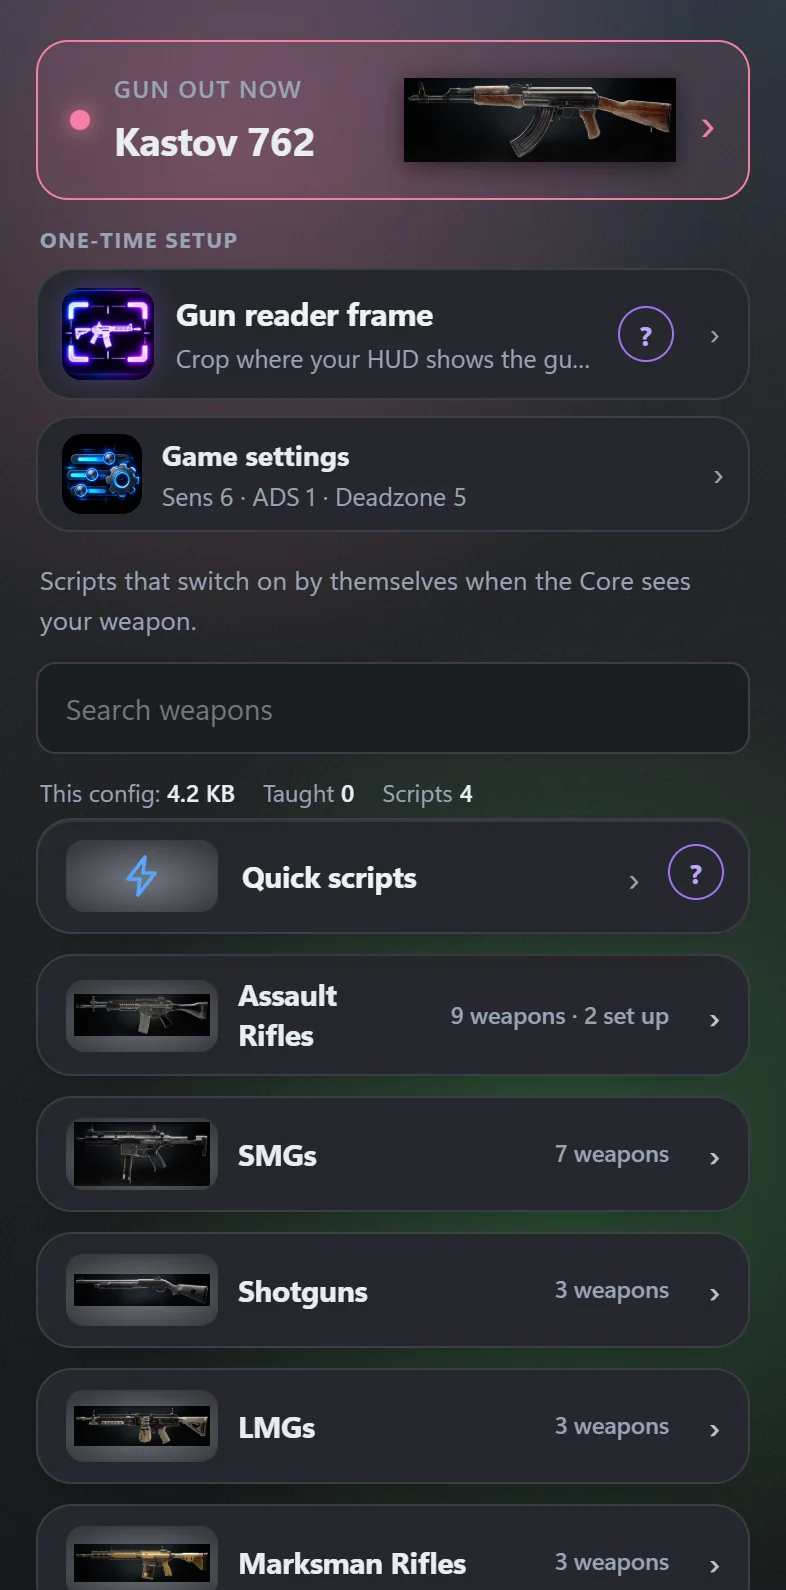 GUN OUT NOW
Kastov 762
ONE-TIME SETUP
Gun reader frame
Crop where your HUD shows the gu...
?
Game settings
Sens 6 · ADS 1 · Deadzone 5
Scripts that switch on by themselves when the Core sees
your weapon.
Search weapons
This config: 4.2 KB Taught 0 Scripts 4
Quick scripts
?
Assault
Rifles
9 weapons · 2 set up
SMGs
7 weapons
Shotguns
3 weapons
LMGs
3 weapons
Marksman Rifles
3 weapons